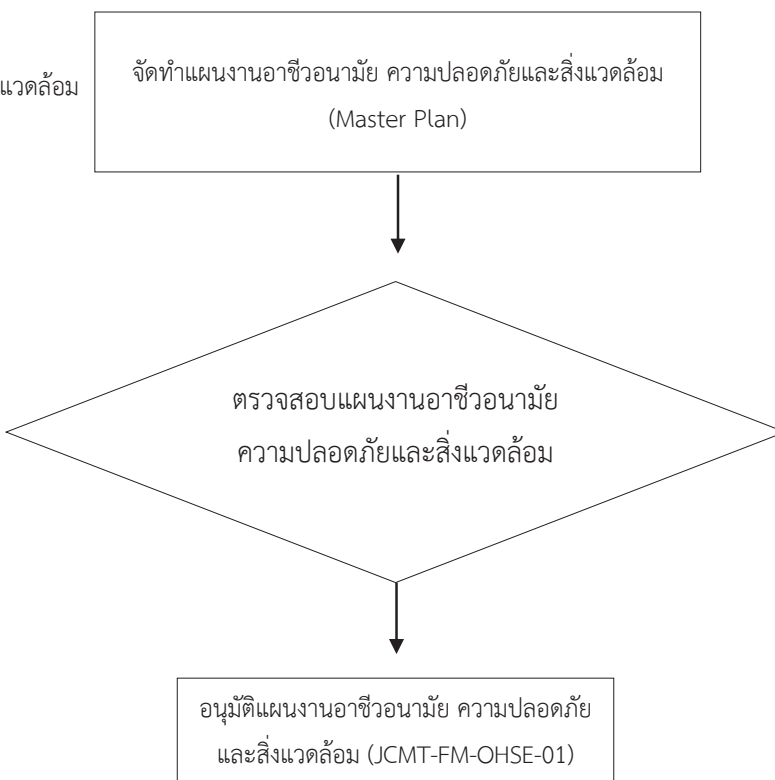 แวดล้อม
จัดทำแผนงานอาชีวอนามัย ความปลอดภัยและสิ่งแวดล้อม
(Master Plan)
ตรวจสอบแผนงานอาชีวอนามัย
ความปลอดภัยและสิ่งแวดล้อม
อนุมัติแผนงานอาชีวอนามัย ความปลอดภัย
และสิ่งแวดล้อม (JCMT-FM-OHSE-01)